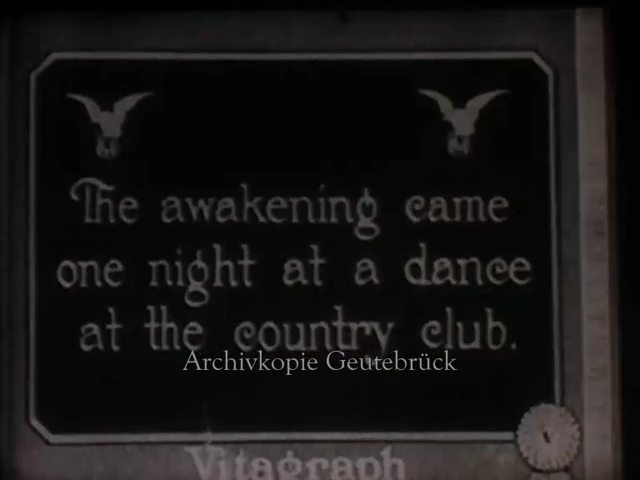 The awakening came
one night at a dance
at the country club.
Archivkopie Geutebrück
Vitagraph